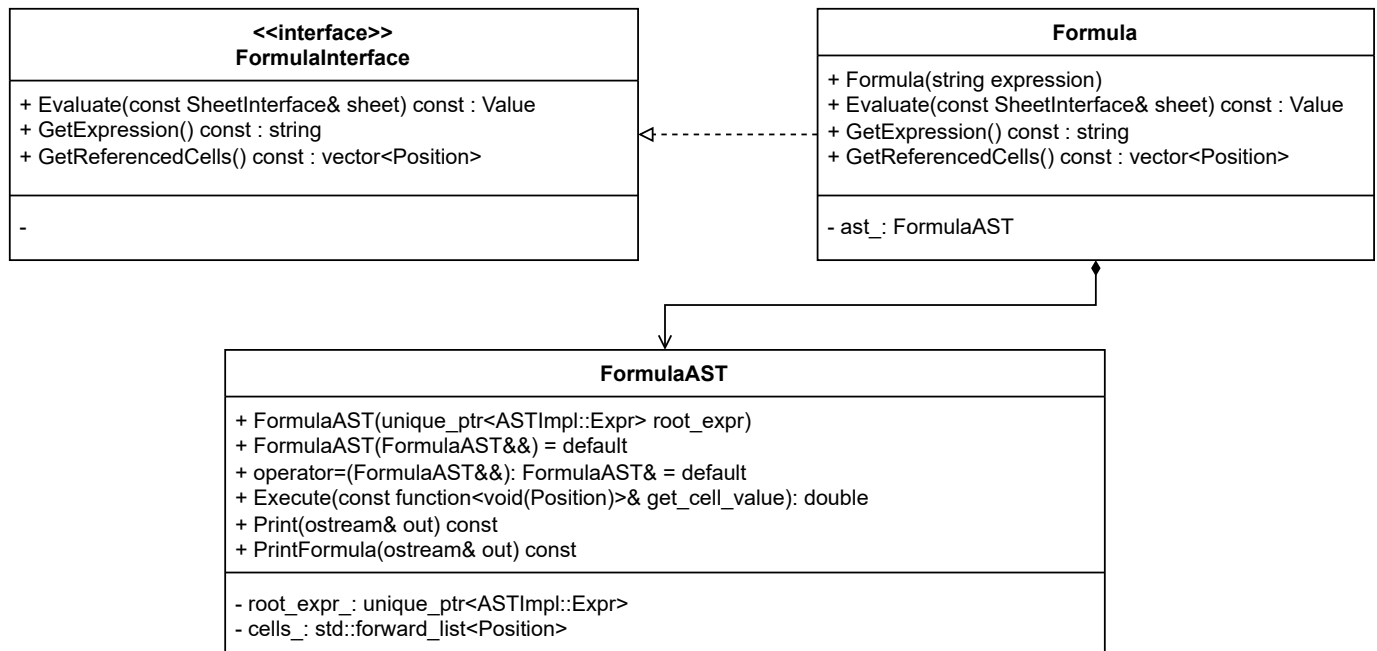 <<interface>>
FormulaInterface
+ Evaluate(const SheetInterface& sheet) const : Value
+ GetExpression() const : string
+ GetReferencedCells() const : vector<Position>
-
Formula
+ Formula(string expression)
+ Evaluate(const SheetInterface& sheet) const : Value
+ GetExpression() const : string
+ GetReferencedCells() const : vector<Position>
- ast_: FormulaAST
FormulaAST
+ FormulaAST(unique_ptr<ASTImpl::Expr> root_expr)
+ FormulaAST(FormulaAST&&) = default
+ operator=(FormulaAST&&): FormulaAST& = default
+ Execute(const function<void(Position)>& get_cell_value): double
+ Print(ostream& out) const
+ PrintFormula(ostream& out) const
- root_expr_: unique_ptr<ASTImpl::Expr>
- cells_: std::forward_list<Position>